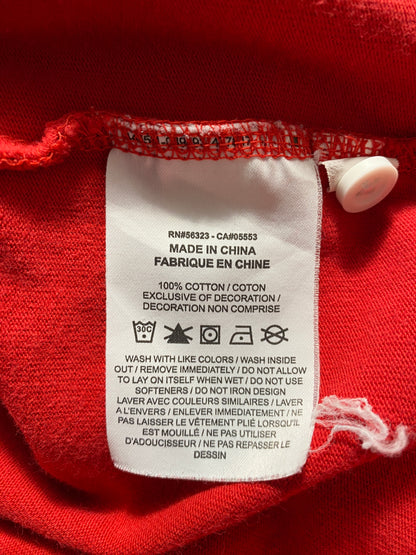 RN#56323 - CA#05553
MADE IN CHINA
FABRIQUE EN CHINE
100% COTTON / COTON
EXCLUSIVE OF DECORATION /
DECORATION NON COMPRISE
30C
WASH WITH LIKE COLORS / WASH INSIDE
OUT / REMOVE IMMEDIATELY / DO NOT ALLOW
TO LAY ON ITSELF WHEN WET / DO NOT USE
SOFTENERS / DO NOT IRON DESIGN
LAVER AVEC COULEURS SIMILAIRES / LAVER
A L'ENVERS / ENLEVER IMMEDIATEMENT / NE
PAS LAISSER LE VÊTEMENT PLIÉ LORSQU'IL
EST MOUILLÉ / NE PAS UTILISER
D'ADOUCISSEUR / NE PAS REPASSER LE
DESSIN